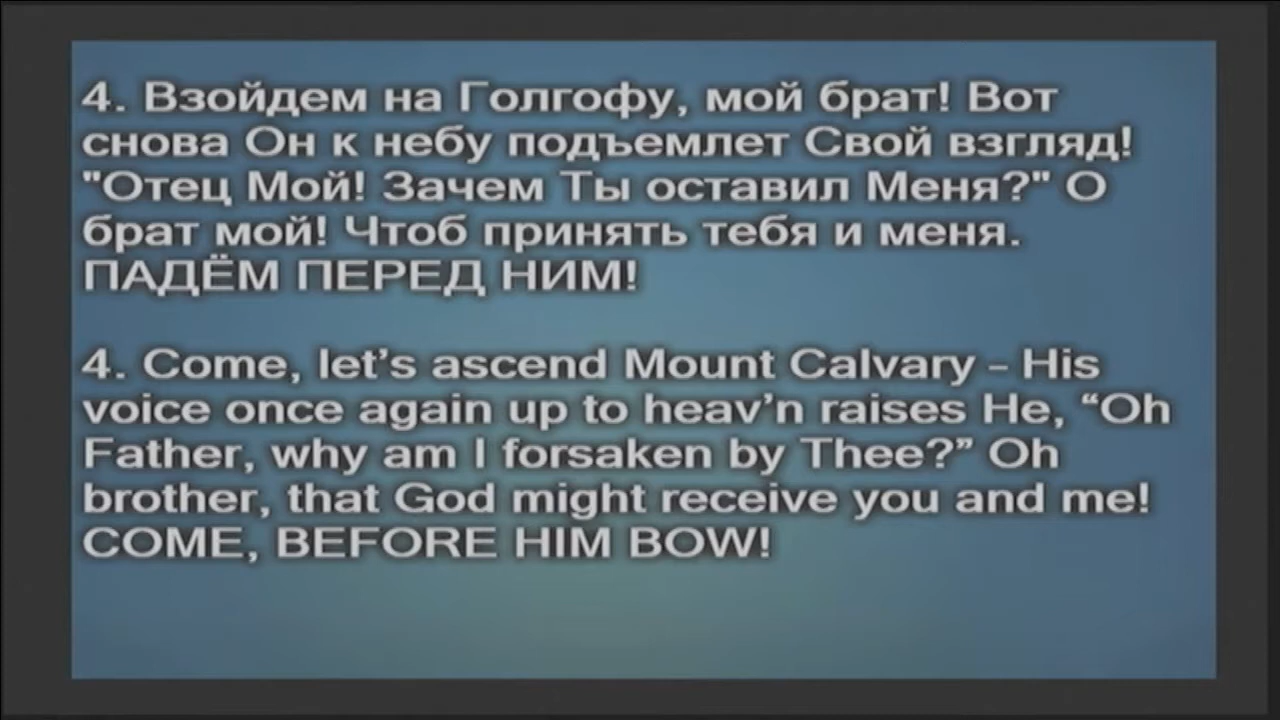 4. Взойдем на Голгофу, мой брат! Вот
снова Он к небу подъемлет Свой взгляд!
"Отец Мой! Зачем Ты оставил Меня?" О
брат мой! Чтоб принять тебя и меня.
ПАДЁМ ПЕРЕД НИМ!
4. Come, let’s ascend Mount Calvary – His
voice once again up to heav’n raises He, “Oh
Father, why am I forsaken by Thee?” Oh
brother, that God might receive you and me!
COME, BEFORE HIM BOW!